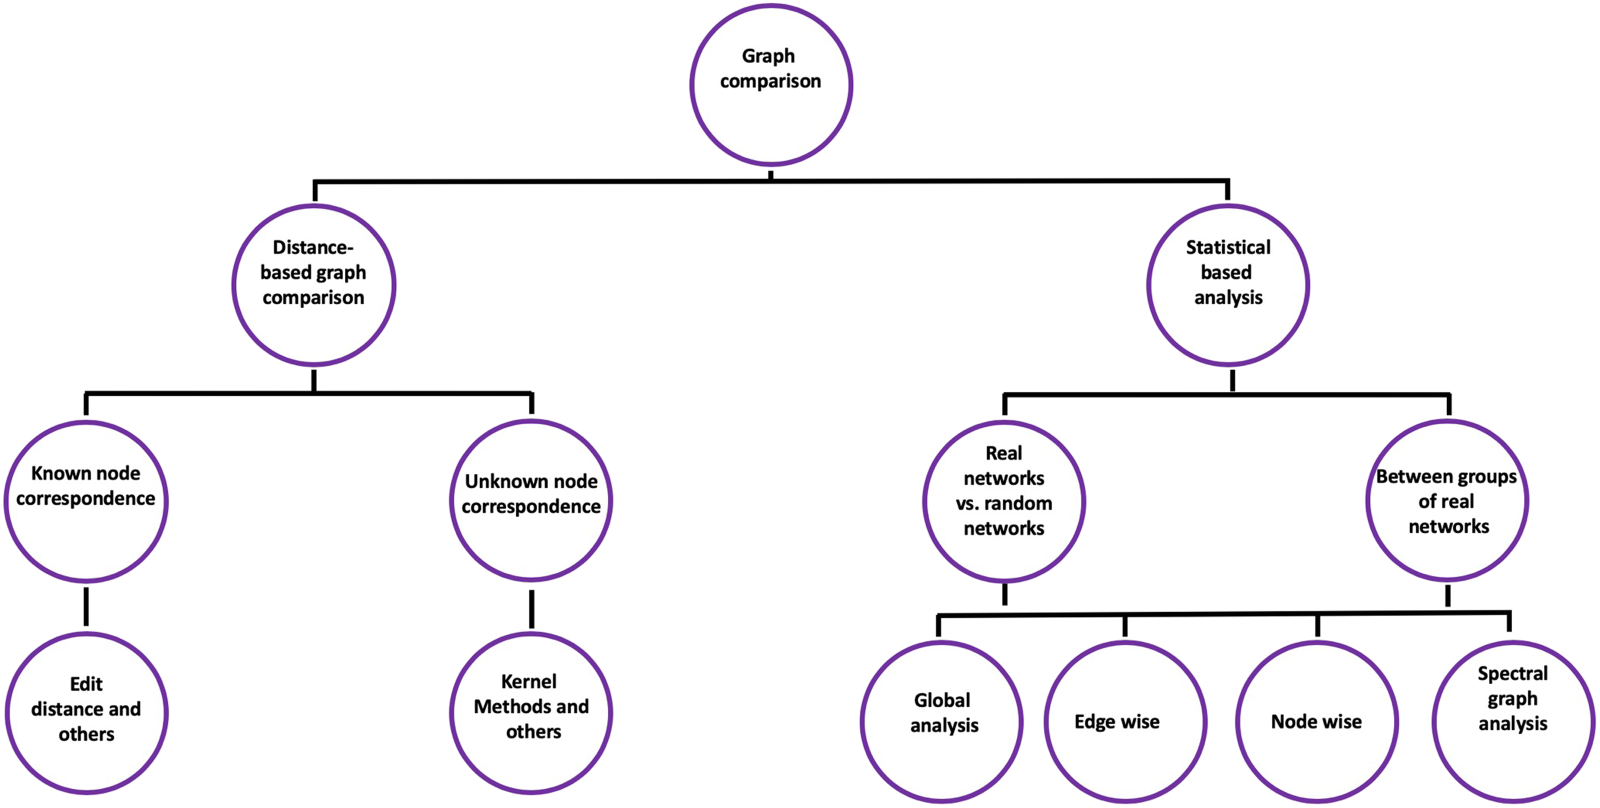 Graph
comparison
Distance-
based graph
comparison
Statistical
based
analysis
Known node
correspondence
Unknown node
correspondence
Real
networks
vs. random
networks
Between groups
of real
networks
Edit
distance and
others
Kernel
Methods and
others
Global
analysis
Edge wise
Node wise
Spectral
graph
analysis